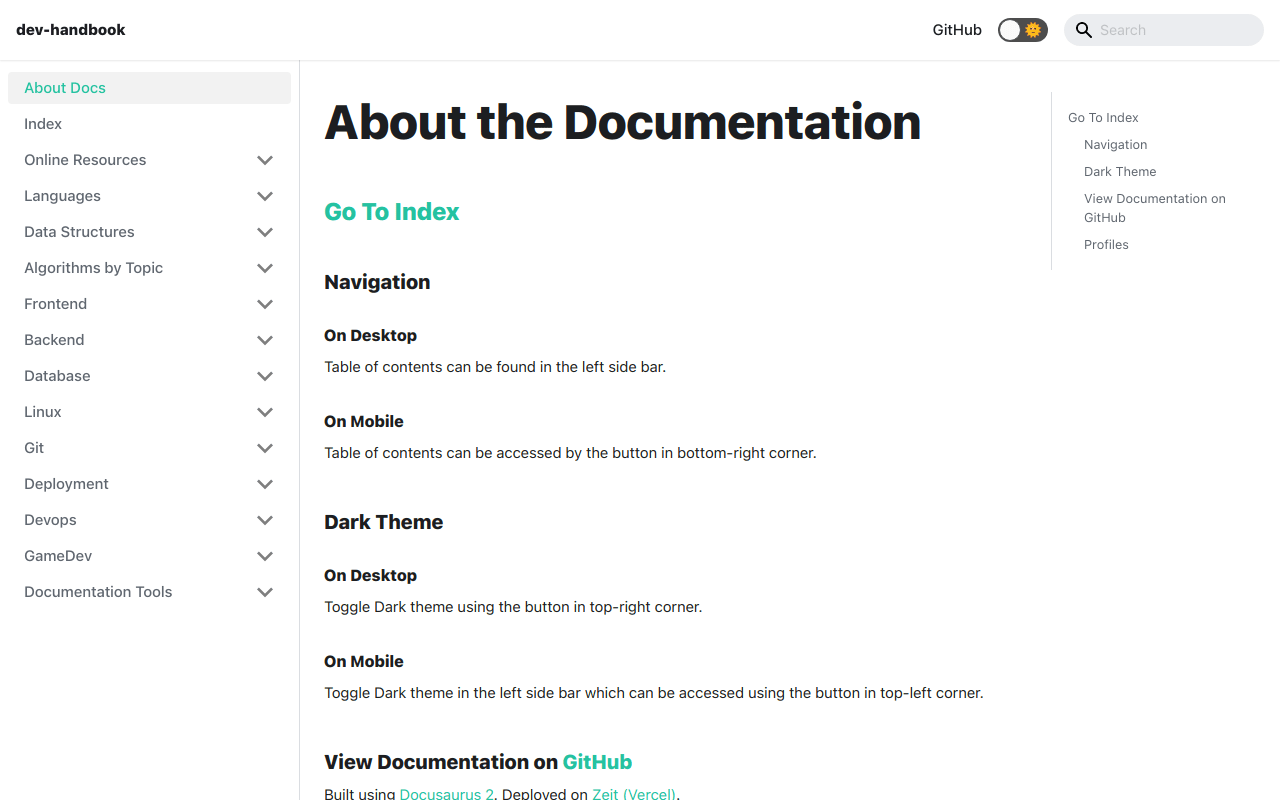 dev-handbook
GitHub
Search
About Docs
Index
Online Resources
Languages
Data Structures
Algorithms by Topic
Frontend
Backend
Database
Linux
Git
Deployment
Devops
GameDev
Documentation Tools
About the Documentation
Go To Index
Navigation
On Desktop
Table of contents can be found in the left side bar.
On Mobile
Table of contents can be accessed by the button in bottom-right corner.
Dark Theme
On Desktop
Toggle Dark theme using the button in top-right corner.
On Mobile
Toggle Dark theme in the left side bar which can be accessed using the button in top-left corner.
View Documentation on GitHub
Built using Docusaurus 2. Deployed on Zeit (Vercel).
Go To Index
Navigation
Dark Theme
View Documentation on
GitHub
Profiles